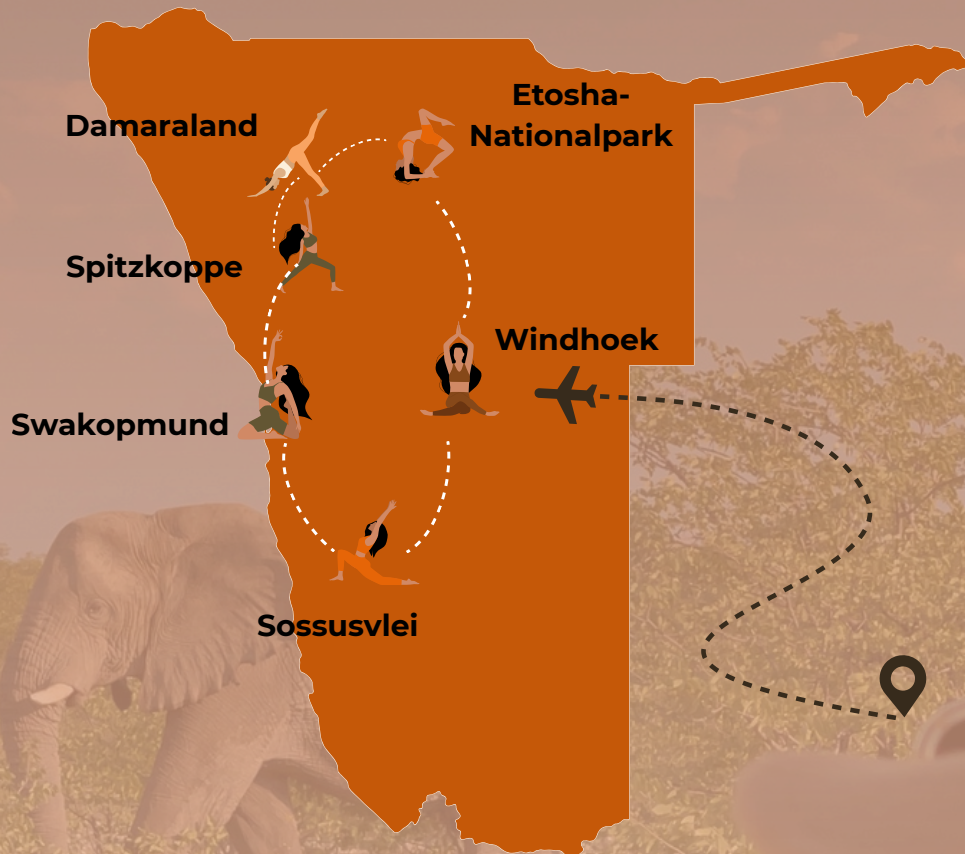 Etosha-
Nationalpark
Damaraland
Spitzkoppe
Windhoek
Swakopmund
Sossusvlei